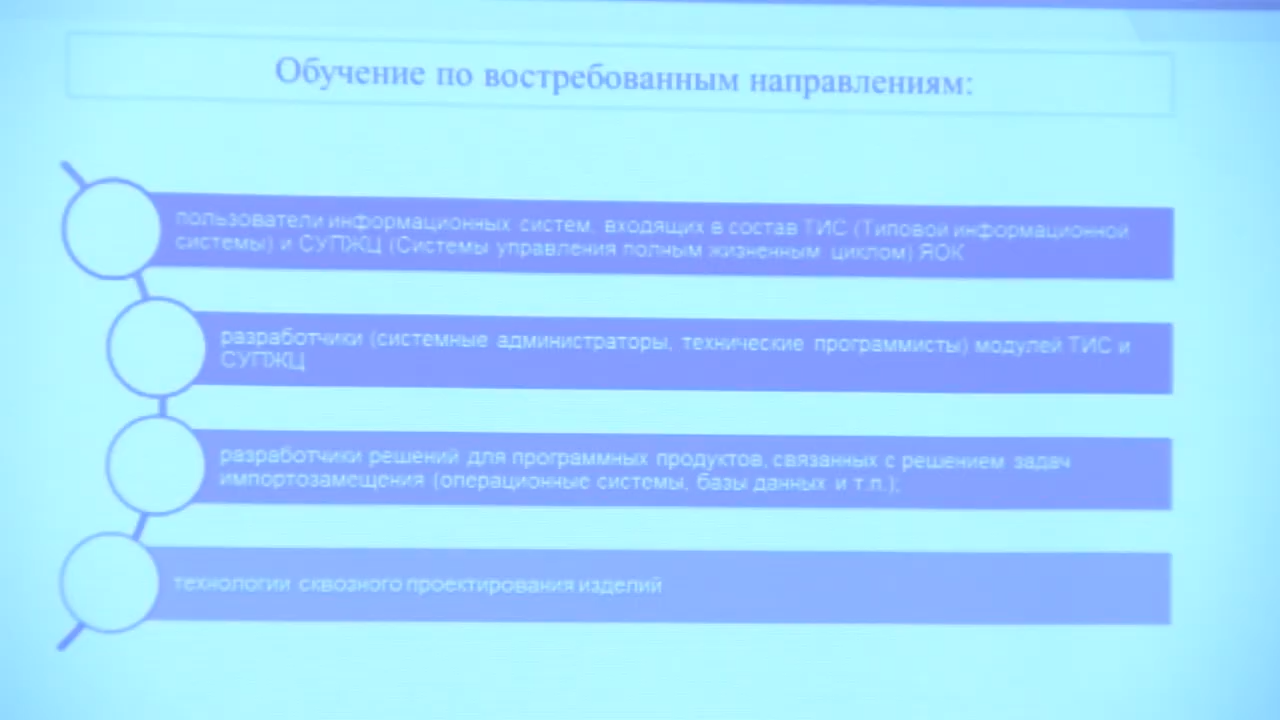 Обучение по востребованным направлениям:
пользователи информационных систем, входящих в состав ТИС (Типовой информационной
системы) и СУПЖЦ (Системы управления полным жизненным циклом) ЯОК
разработчики (системные администраторы, технические программисты) модулей ТИС и
СУПЖЦ
разработчики решений для программных продуктов, связанных с решением задач
импортозамещения (операционные системы, базы данных и т.п.);
технологии сквозного проектирования изделий